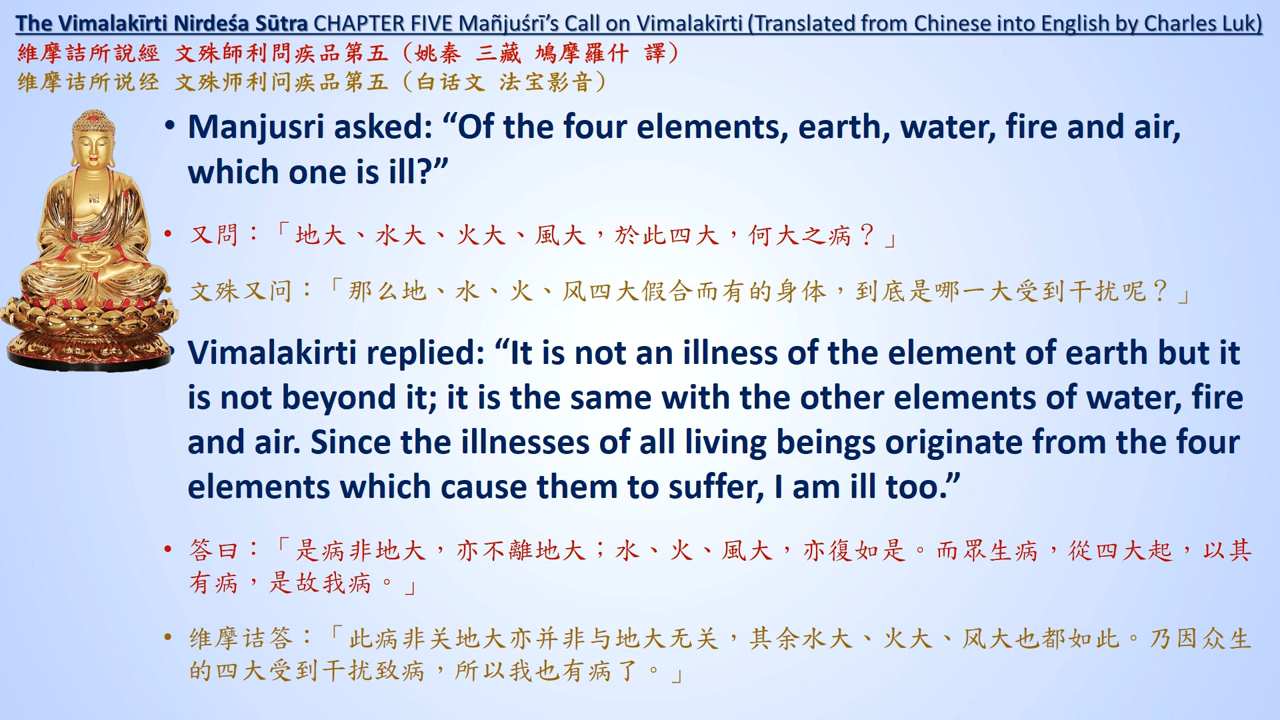 The Vimalakīrti Nirdeśa Sūtra CHAPTER FIVE Mañjuśrī’s Call on Vimalakīrti (Translated from Chinese into English by Charles Luk)
維摩詰所說經 文殊師利問疾品第五（姚秦 三藏 鳩摩羅什 譯）
维摩诘所说经 文殊师利问疾品第五（白话文 法宝影音）
• Manjusri asked: “Of the four elements, earth, water, fire and air,
which one is ill?”
• 又問：「地大、水大、火大、風大，於此四大，何大之病？」
• 文殊又问：「那么地、水、火、风四大假合而有的身体，到底是哪一大受到干扰呢？」
• Vimalakirti replied: “It is not an illness of the element of earth but it
is not beyond it; it is the same with the other elements of water, fire
and air. Since the illnesses of all living beings originate from the four
elements which cause them to suffer, I am ill too.”
• 答曰：「是病非地大，亦不離地大；水、火、風大，亦復如是。而眾生病，從四大起，以其
有病，是故我病。」
• 维摩诘答：「此病非关地大亦并非与地大无关，其余水大、火大、风大也都如此。乃因众生
的四大受到干扰致病，所以我也有病了。」